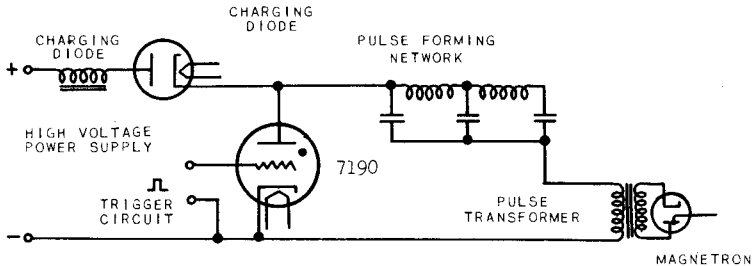 CHARGING
DIODE
CHARGING
DIODE
PULSE FORMING
NETWORK
+
HIGH VOLTAGE
POWER SUPPLY
7190
TRIGGER
CIRCUIT
PULSE
TRANSFORMER
−
MAGNETRON